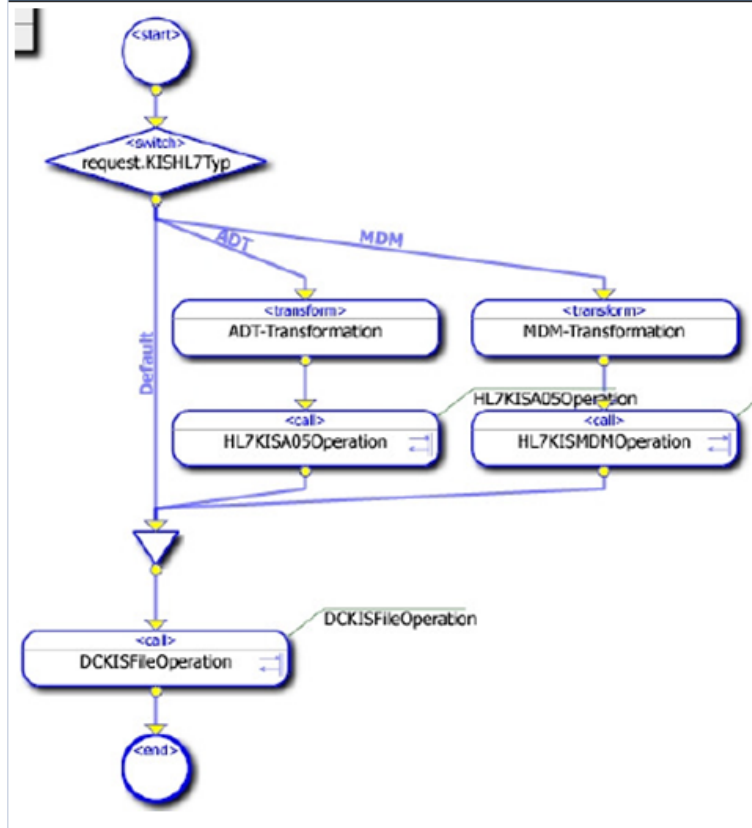 <start>
<switch>
request.KISHL7Typ
ADT
MDM
Default
<transform>
ADT-Transformation
<transform>
MDM-Transformation
HL7KISA05Operation
<call>
HL7KISA05Operation
<call>
HL7KISMDMOperation
DCKISFileOperation
<call>
DCKISFileOperation
<end>